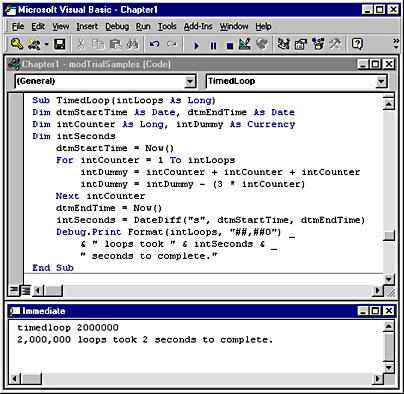 Microsoft Visual Basic - Chapter1
File Edit View Insert Debug Run Tools Add-Ins Window Help
Chapter1 - modTrialSamples (Code)
(General) TimedLoop
Sub TimedLoop(intLoops As Long)
Dim dtmStartTime As Date, dtmEndTime As Date
Dim intCounter As Long, intDummy As Currency
Dim intSeconds
dtmStartTime = Now()
For intCounter = 1 To intLoops
intDummy = intCounter + intCounter + intCounter
intDummy = intDummy - (3 * intCounter)
Next intCounter
dtmEndTime = Now()
intSeconds = DateDiff("s", dtmStartTime, dtmEndTime)
Debug.Print Format(intLoops, "##,##0") _
& " loops took " & intSeconds & _
" seconds to complete."
End Sub
Immediate
timedloop 2000000
2,000,000 loops took 2 seconds to complete.